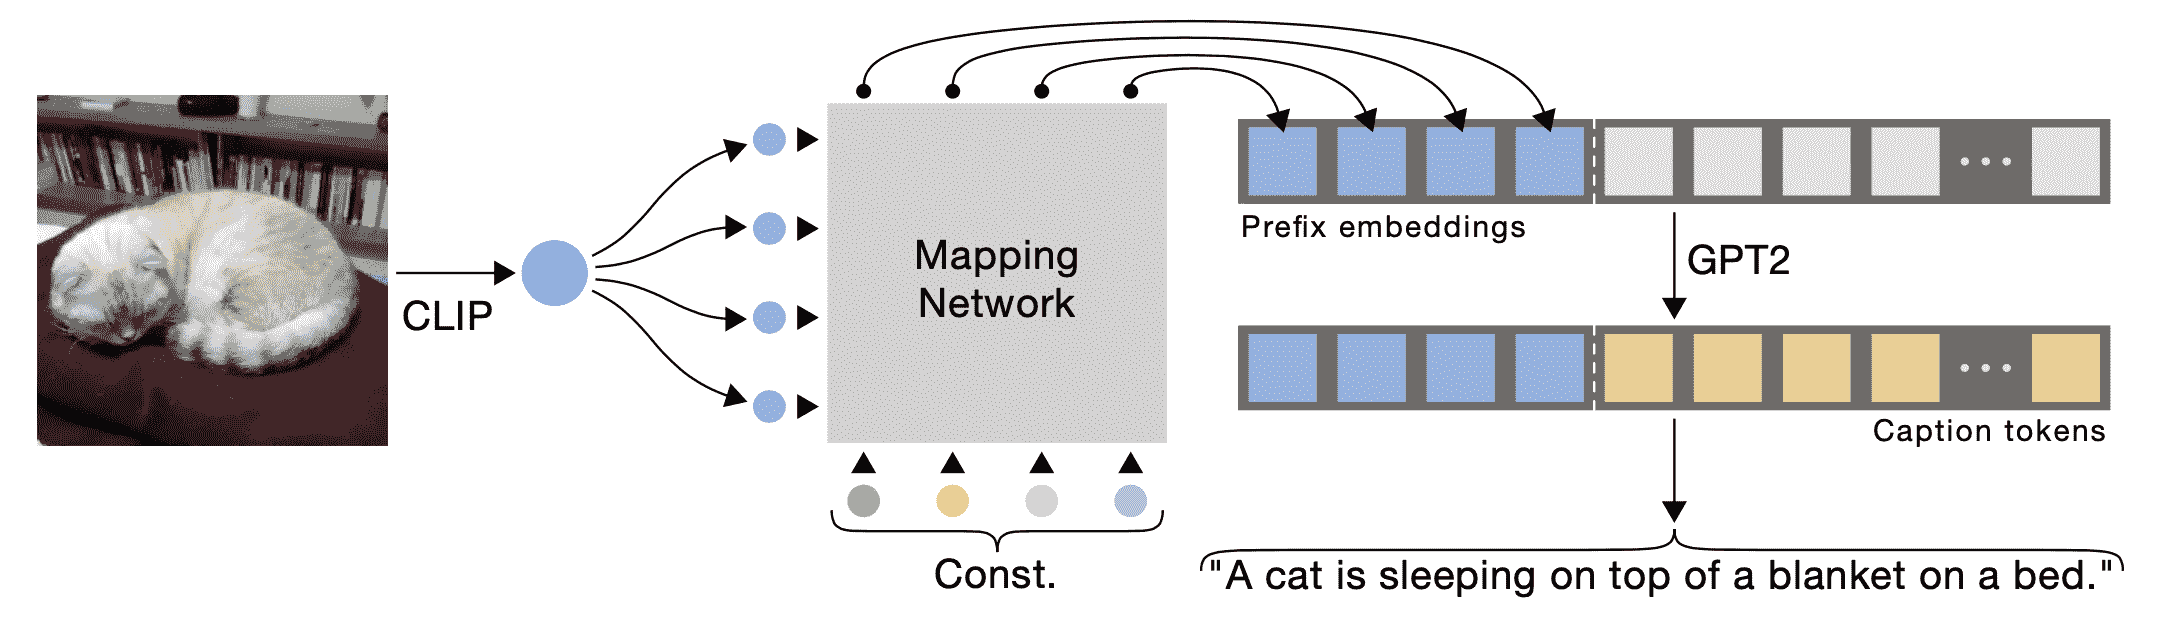 CLIP
Mapping
Network
Const.
Prefix embeddings
GPT2
Caption tokens
"A cat is sleeping on top of a blanket on a bed."